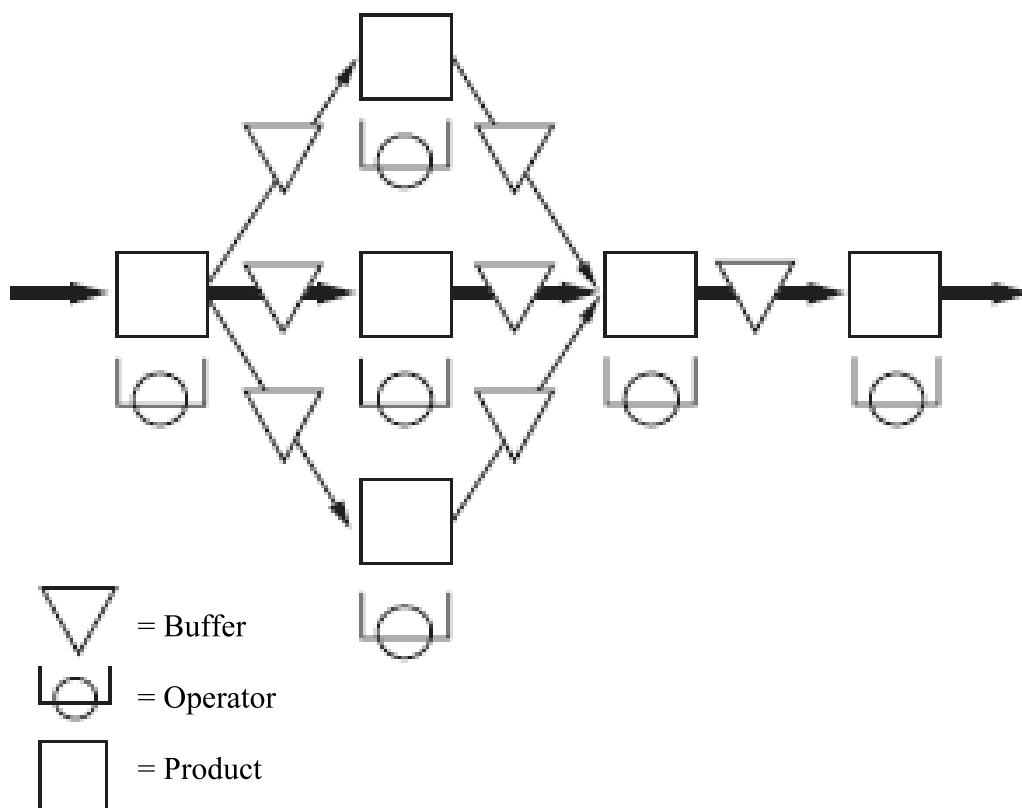 = Buffer
= Operator
= Product